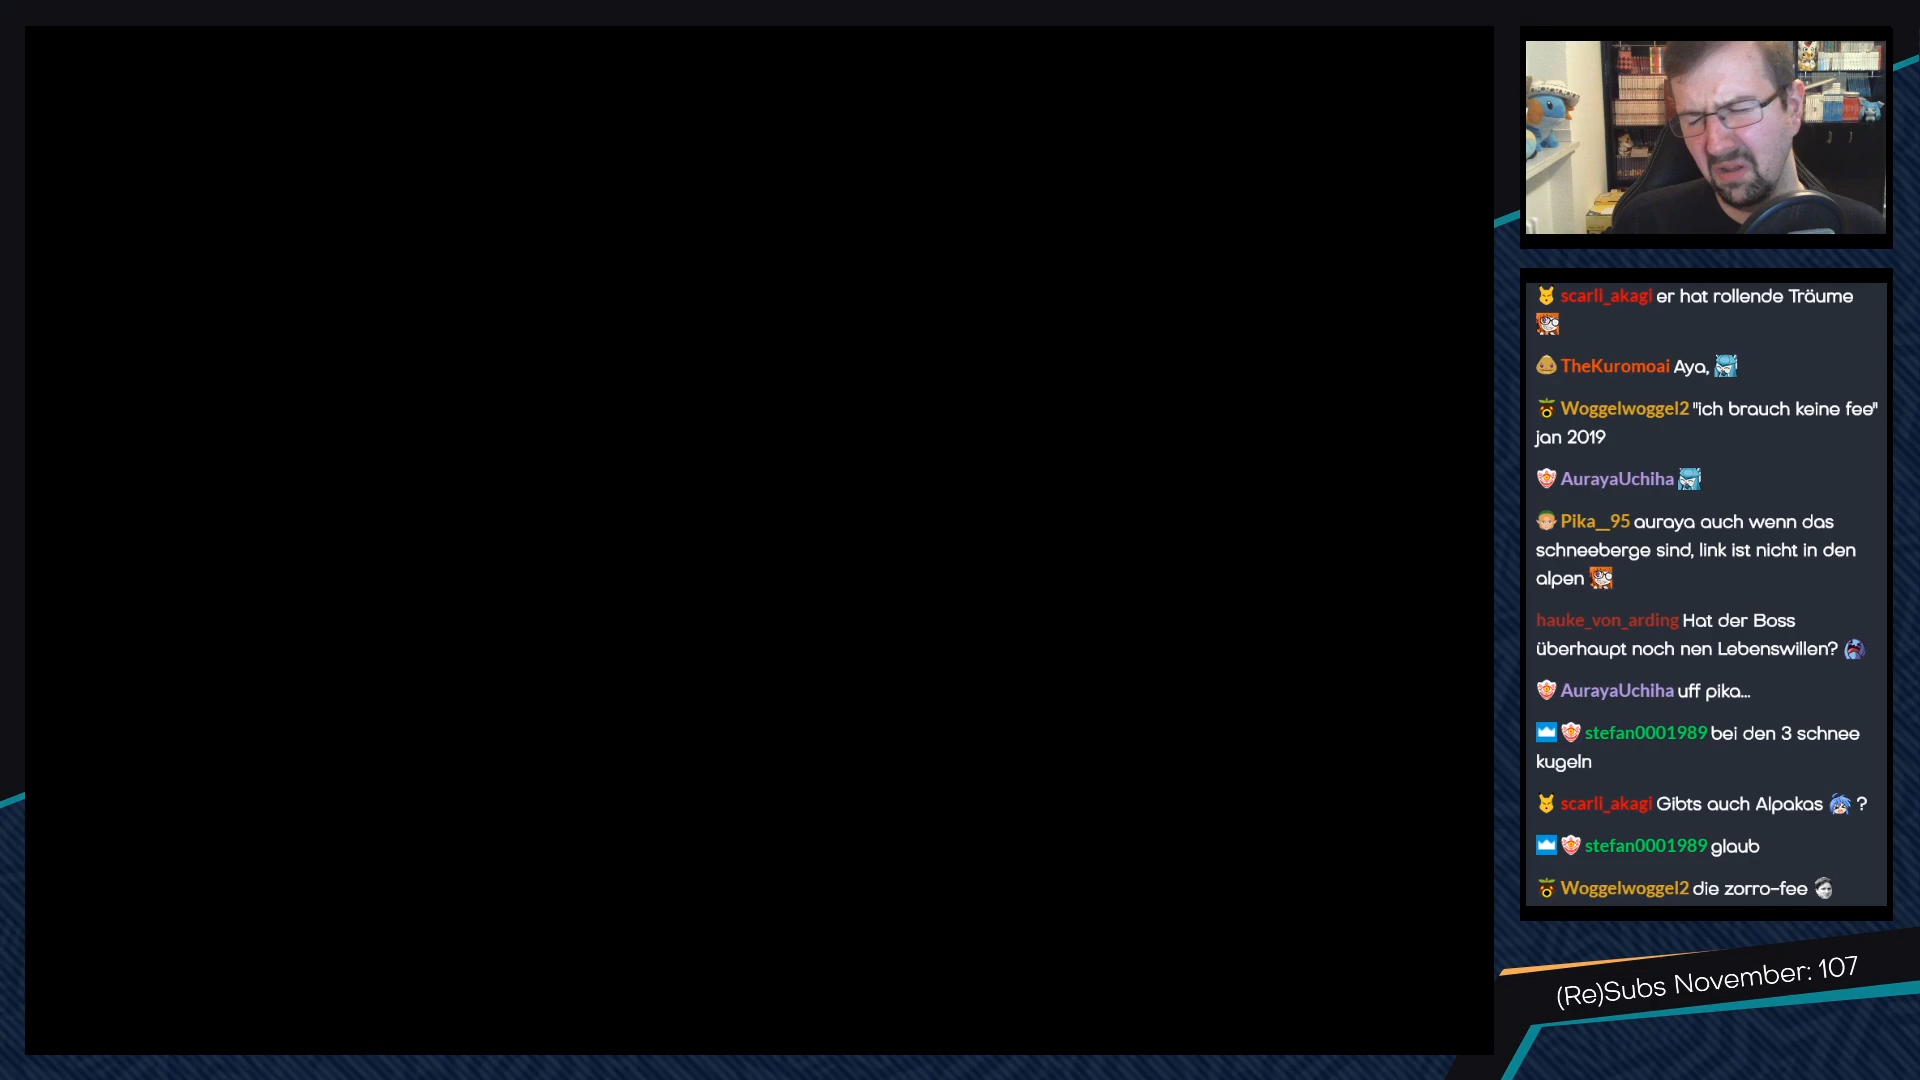 scarli_akagi er hat rollende Träume
TheKuromoai Aya,
Woggelwoggel2 "ich brauch keine fee"
jan 2019
AurayaUchiha
Pika__95 auraya auch wenn das
schneeberge sind, link ist nicht in den
alpen
hauke_von_arding Hat der Boss
überhaupt noch nen Lebenswillen?
AurayaUchiha uff pika...
stefan0001989 bei den 3 schnee
kugeln
scarli_akagi Gibts auch Alpakas ?
stefan0001989 glaub
Woggelwoggel2 die zorro-fee
(Re)Subs November: 107